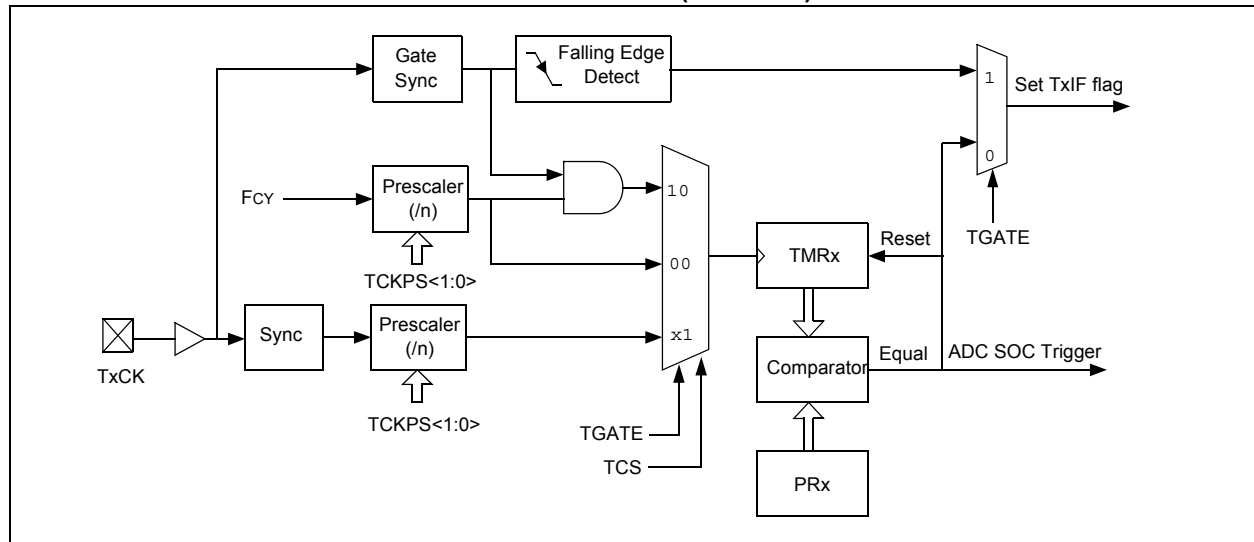 Gate
Sync
Falling Edge
Detect
1
Set TxIF flag
0
TGATE
FCY
Prescaler
(/n)
10
TCKPS<1:0>
00
TMRx
Reset
TxCK
Sync
Prescaler
(/n)
x1
TCKPS<1:0>
Comparator
Equal
ADC SOC Trigger
TGATE
TCS
PRx